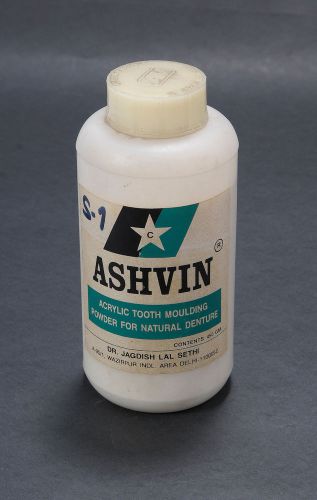 S-1
C
ASHVIN ®
ACRYLIC TOOTH MOULDING
POWDER FOR NATURAL DENTURE
CONTENTS GM.
DR. JAGDISH LAL SETHI
WAZIRPUR INDL. AREA DELHI-110052